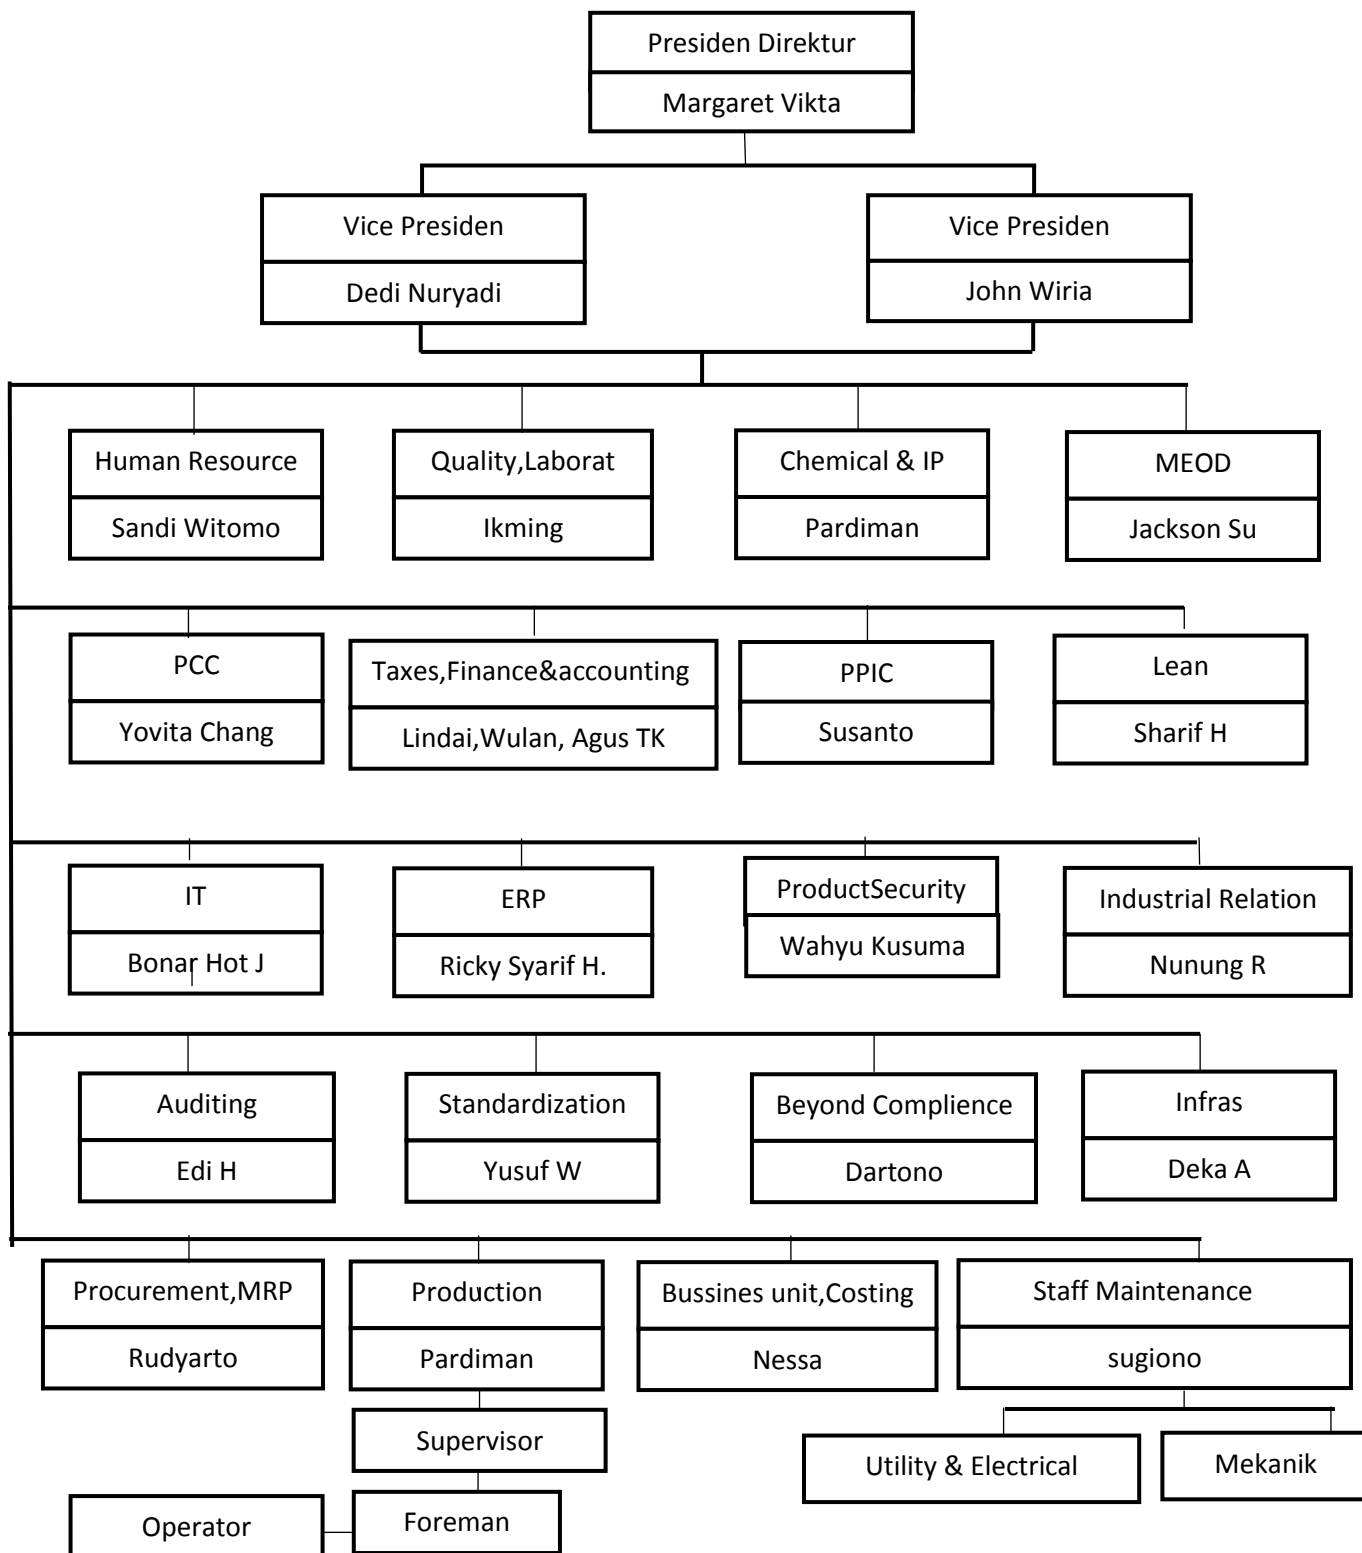 Presiden Direktur
Margaret Vikta
Vice Presiden
Vice Presiden
Dedi Nuryadi
John Wiria
Human Resource
Quality,Laborat
Chemical & IP
MEOD
Sandi Witomo
Ikming
Pardiman
Jackson Su
PCC
Taxes,Finance&accounting
PPIC
Lean
Yovita Chang
Lindai,Wulan, Agus TK
Susanto
Sharif H
IT
ERP
ProductSecurity
Industrial Relation
Bonar Hot J
Ricky Syarif H.
Wahyu Kusuma
Nunung R
Auditing
Standardization
Beyond Complience
Infras
Edi H
Yusuf W
Dartono
Deka A
Procurement,MRP
Production
Bussines unit,Costing
Staff Maintenance
Rudyarto
Pardiman
Nessa
sugiono
Supervisor
Utility & Electrical
Mekanik
Operator
Foreman